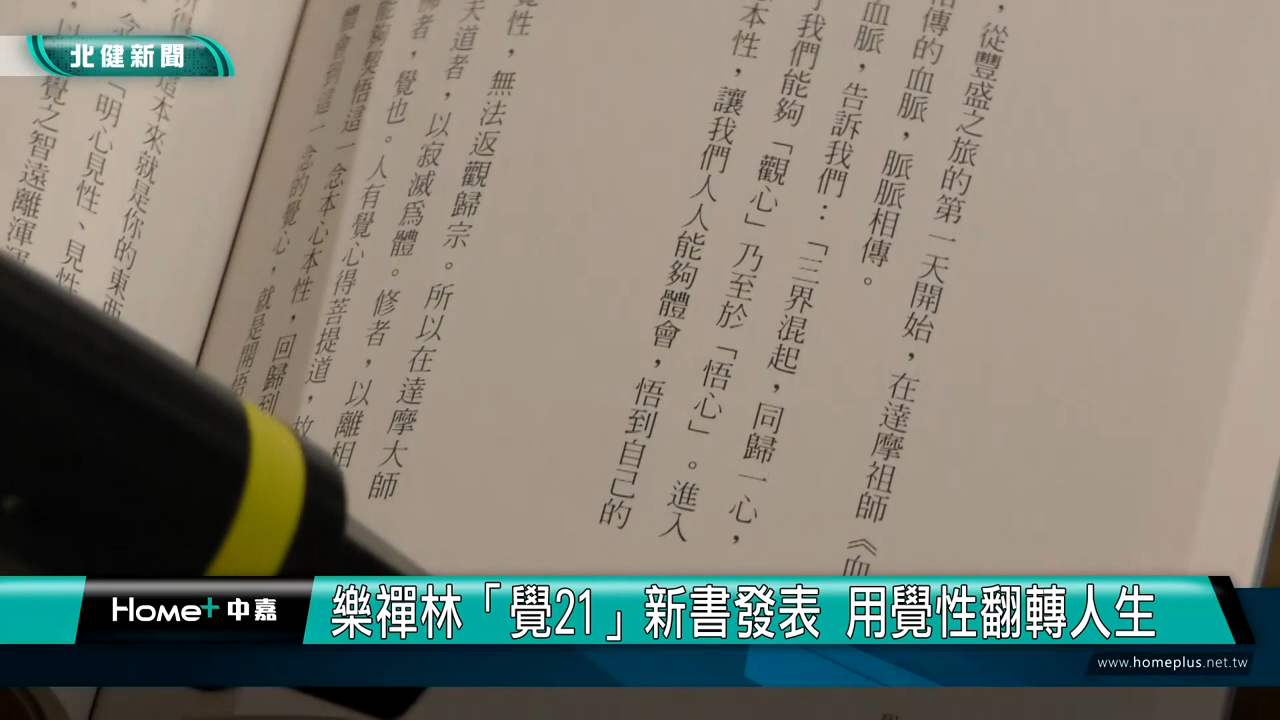 北健新聞
，從豐盛之旅的第一天開始，在達摩祖師《血
相傳的血脈，脈脈相傳。
血脈，告訴我們：「三界混起，同歸一心，
我們能夠「觀心」乃至於「悟心」。進入
本性，讓我們人人能夠體會，悟到自己的
覺性，無法返觀歸宗。所以在達摩大師
夫道者，以寂滅爲體。修者，以離相
佛者，覺也。人有覺心得菩提道，故
能夠契悟這一念本心本性，回歸到
體會到這一念的覺心，就是開悟
這本來就是你的東西
念「明心見性、見性
覺之智遠離渾
Home+中嘉
樂禪林「覺21」新書發表 用覺性翻轉人生
www.homeplus.net.tw